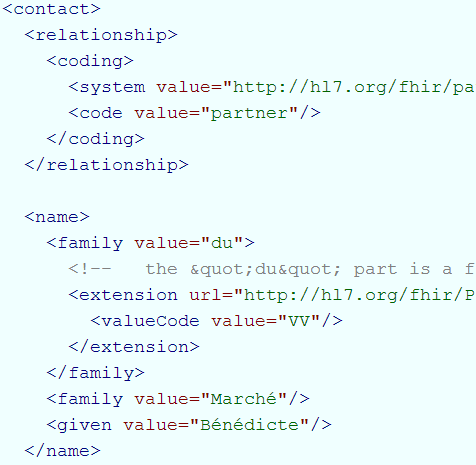 <contact>
<relationship>
<coding>
<system value="http://hl7.org/fhir/pa
<code value="partner"/>
</coding>
</relationship>
<name>
<family value="du">
<!-- the &quot;du&quot; part is a f
<extension url="http://hl7.org/fhir/P
<valueCode value="VV"/>
</extension>
</family>
<family value="Marché"/>
<given value="Bénédicte"/>
</name>